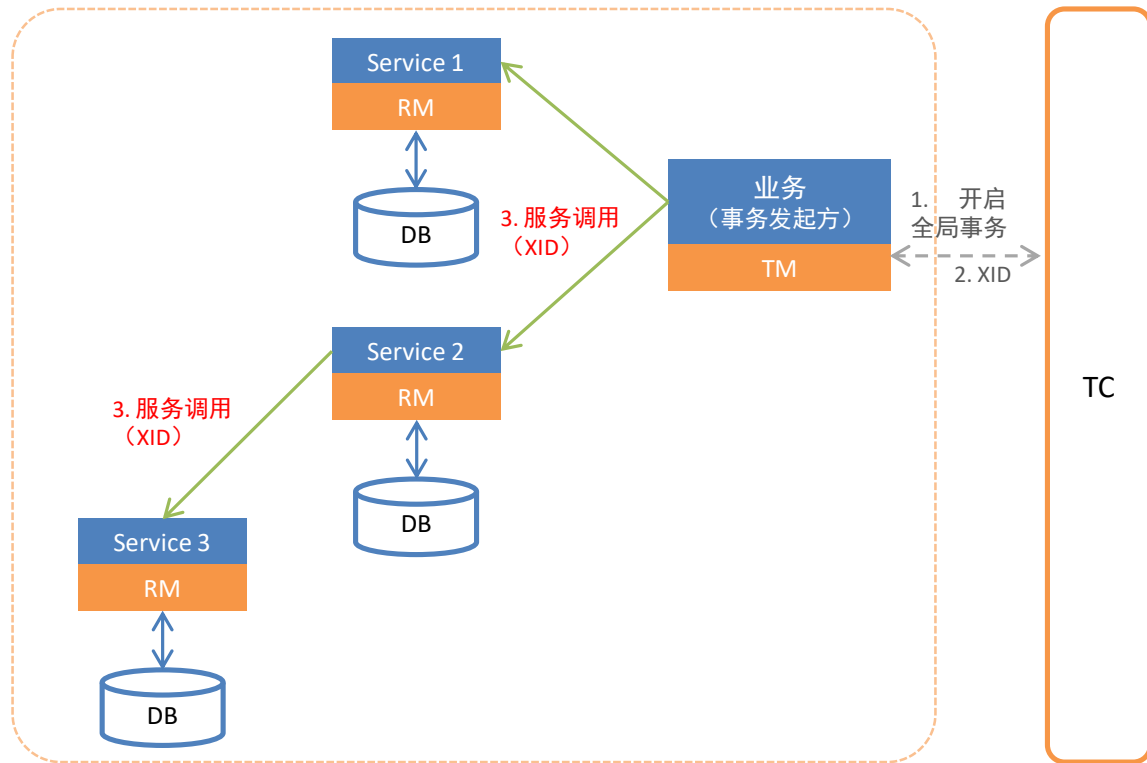 Service 1
RM
DB
业务
（事务发起方）
TM
1. 开启
全局事务
2. XID
3. 服务调用
（XID）
Service 2
RM
DB
TC
3. 服务调用
（XID）
Service 3
RM
DB